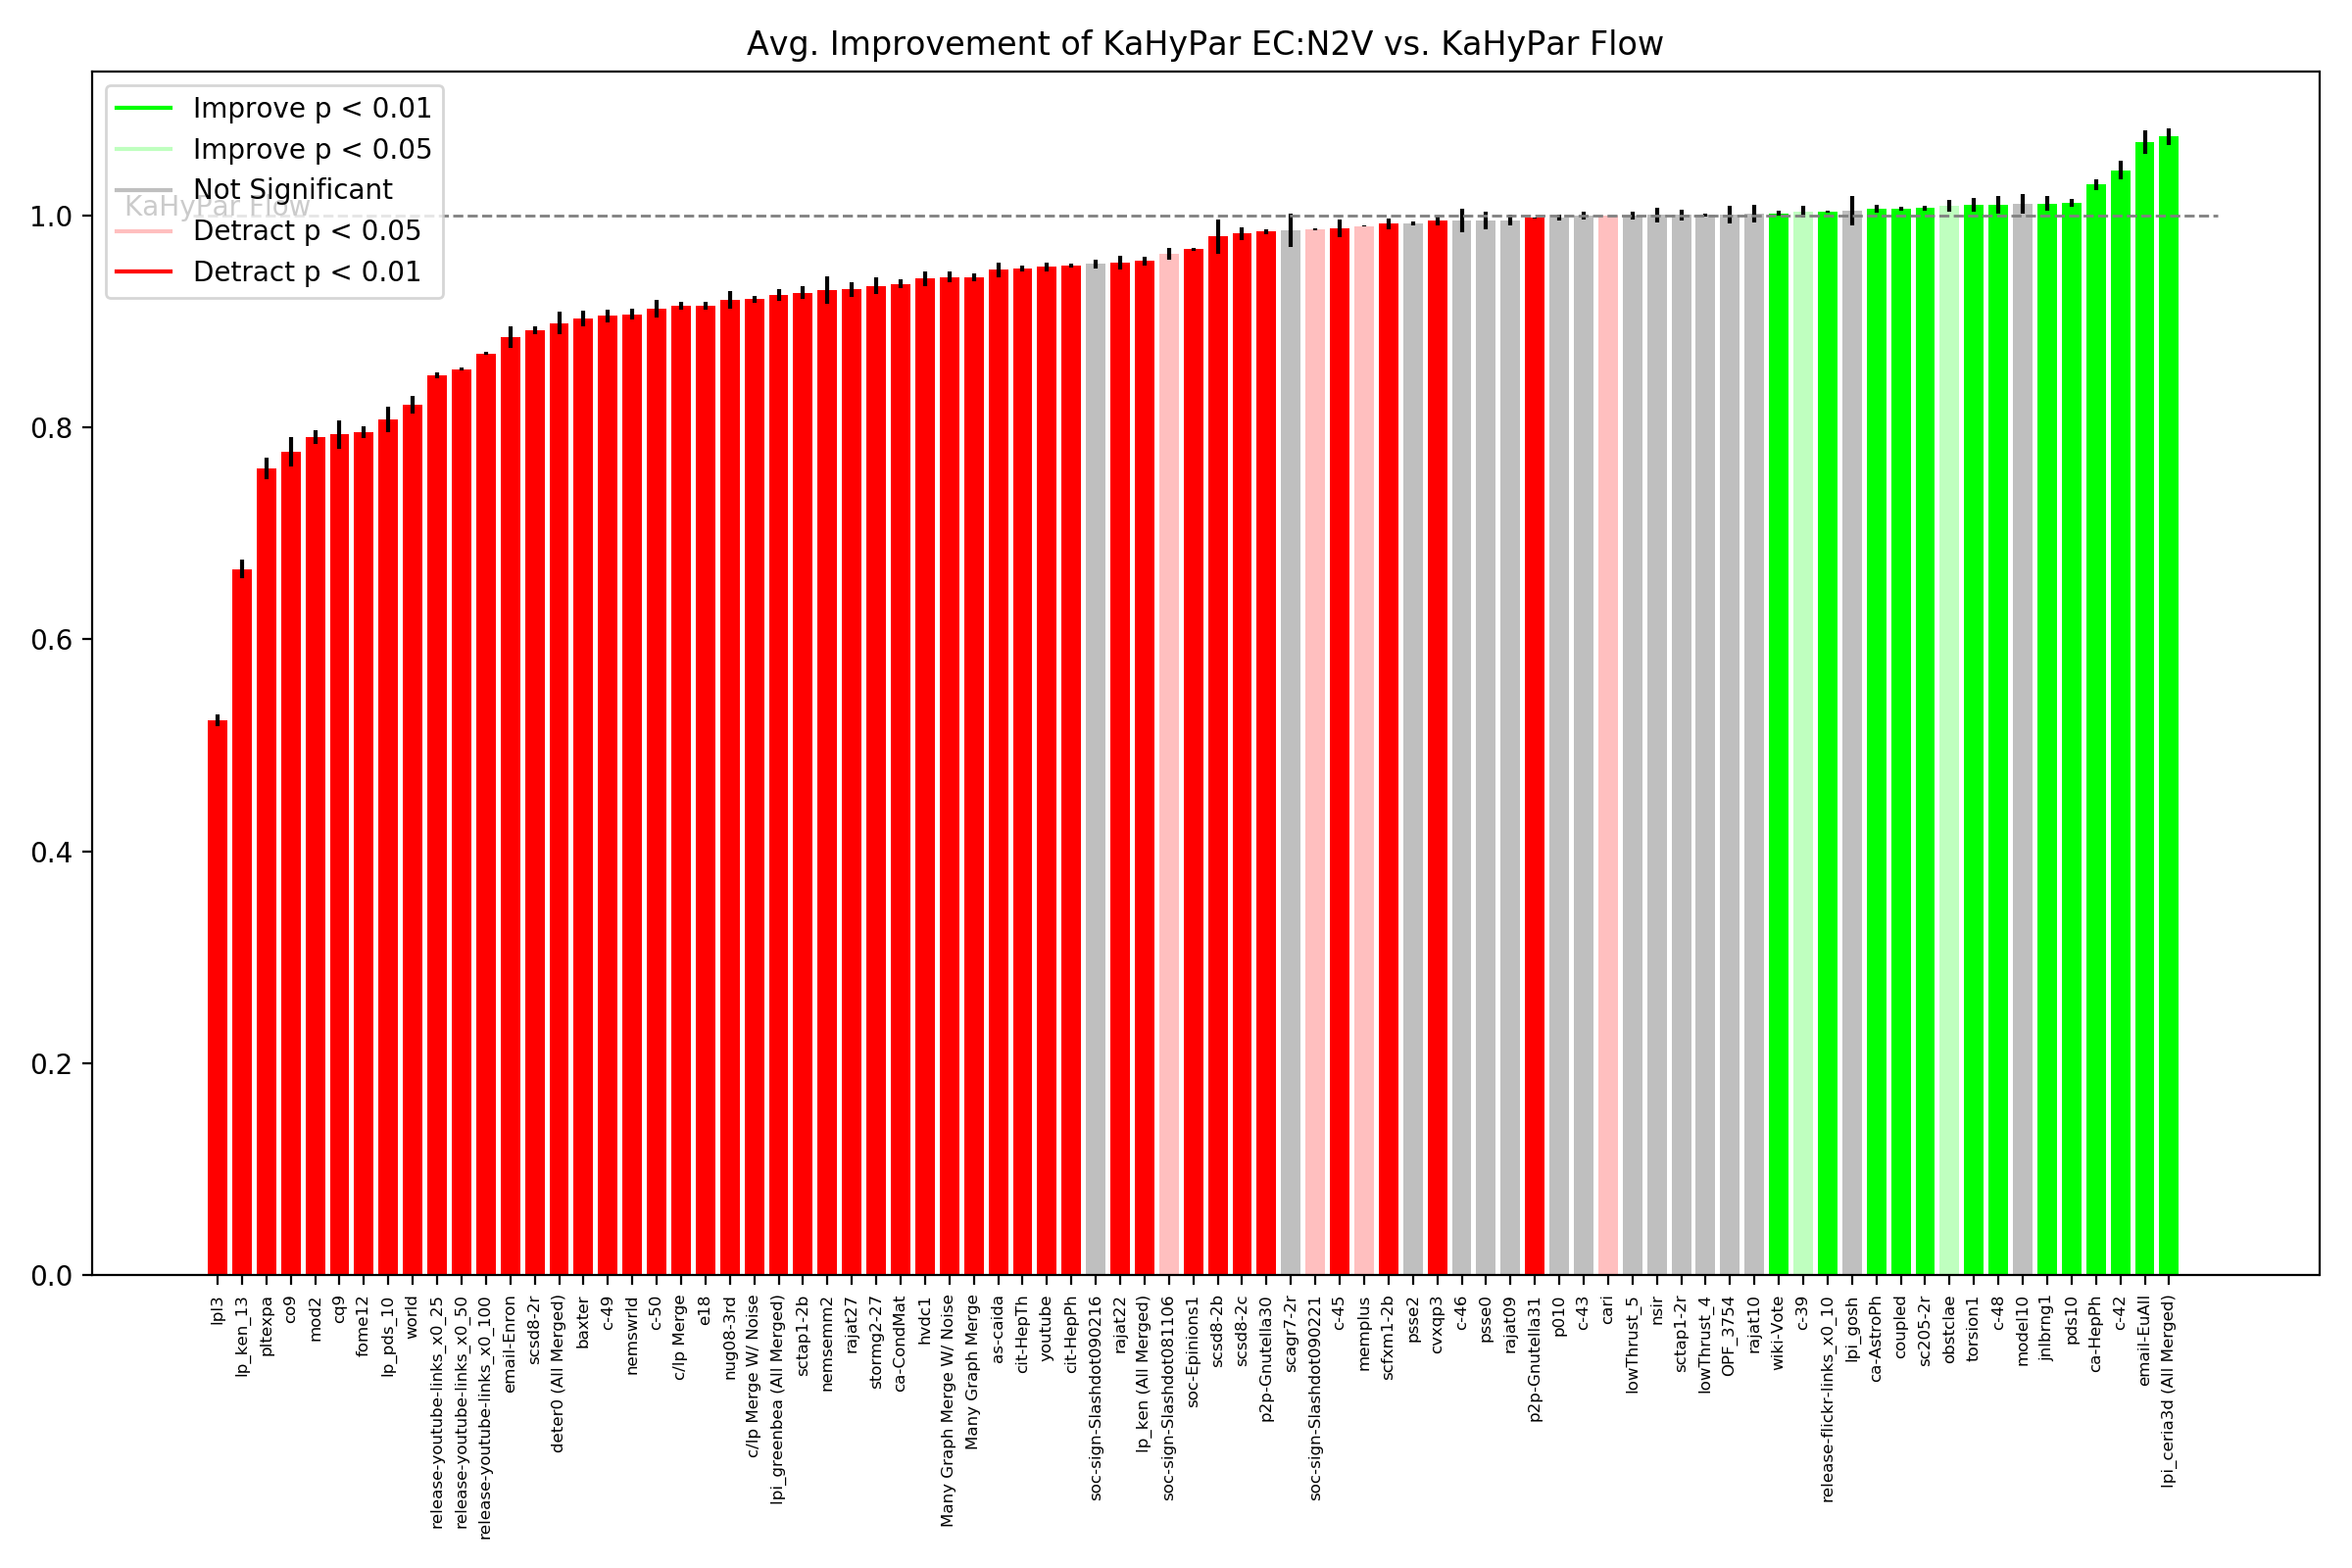 Avg. Improvement of KaHyPar EC:N2V vs. KaHyPar Flow
Improve p < 0.01
Improve p < 0.05
Not Significant
KaHyPar Flow
Detract p < 0.05
Detract p < 0.01
1.0
0.8
0.6
0.4
0.2
0.0
lpl3
lp_ken_13
pltexpa
co9
mod2
cq9
fome12
lp_pds_10
world
release-youtube-links_x0_25
release-youtube-links_x0_50
release-youtube-links_x0_100
email-Enron
scsd8-2r
deter0 (All Merged)
baxter
c-49
nemswrld
c-50
c/lp Merge
e18
nug08-3rd
c/lp Merge W/ Noise
lpi_greenbea (All Merged)
sctap1-2b
nemsemm2
rajat27
stormg2-27
ca-CondMat
hvdc1
Many Graph Merge W/ Noise
Many Graph Merge
as-caida
cit-HepTh
youtube
cit-HepPh
soc-sign-Slashdot090216
rajat22
lp_ken (All Merged)
soc-sign-Slashdot081106
soc-Epinions1
scsd8-2b
scsd8-2c
p2p-Gnutella30
scagr7-2r
soc-sign-Slashdot090221
c-45
memplus
scfxm1-2b
psse2
cvxqp3
c-46
psse0
rajat09
p2p-Gnutella31
p010
c-43
cari
lowThrust_5
nsir
sctap1-2r
lowThrust_4
OPF_3754
rajat10
wiki-Vote
c-39
release-flickr-links_x0_10
lpi_gosh
ca-AstroPh
coupled
sc205-2r
obstclae
torsion1
c-48
model10
jnlbrng1
pds10
ca-HepPh
c-42
email-EuAll
lpi_ceria3d (All Merged)